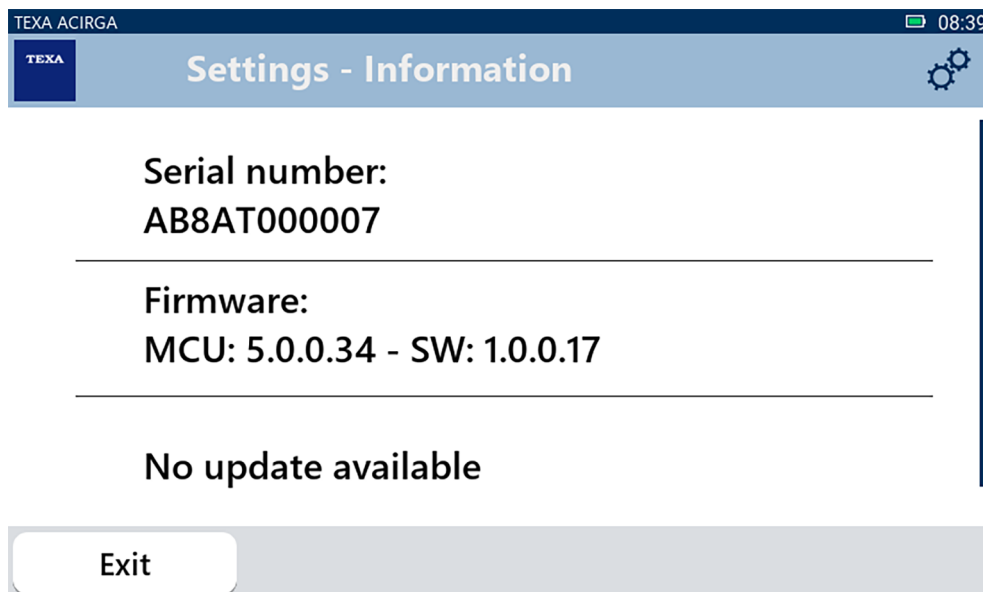 TEXA ACIRGA 08:39
TEXA
Settings - Information
Serial number:
AB8AT000007
Firmware:
MCU: 5.0.0.34 - SW: 1.0.0.17
No update available
Exit